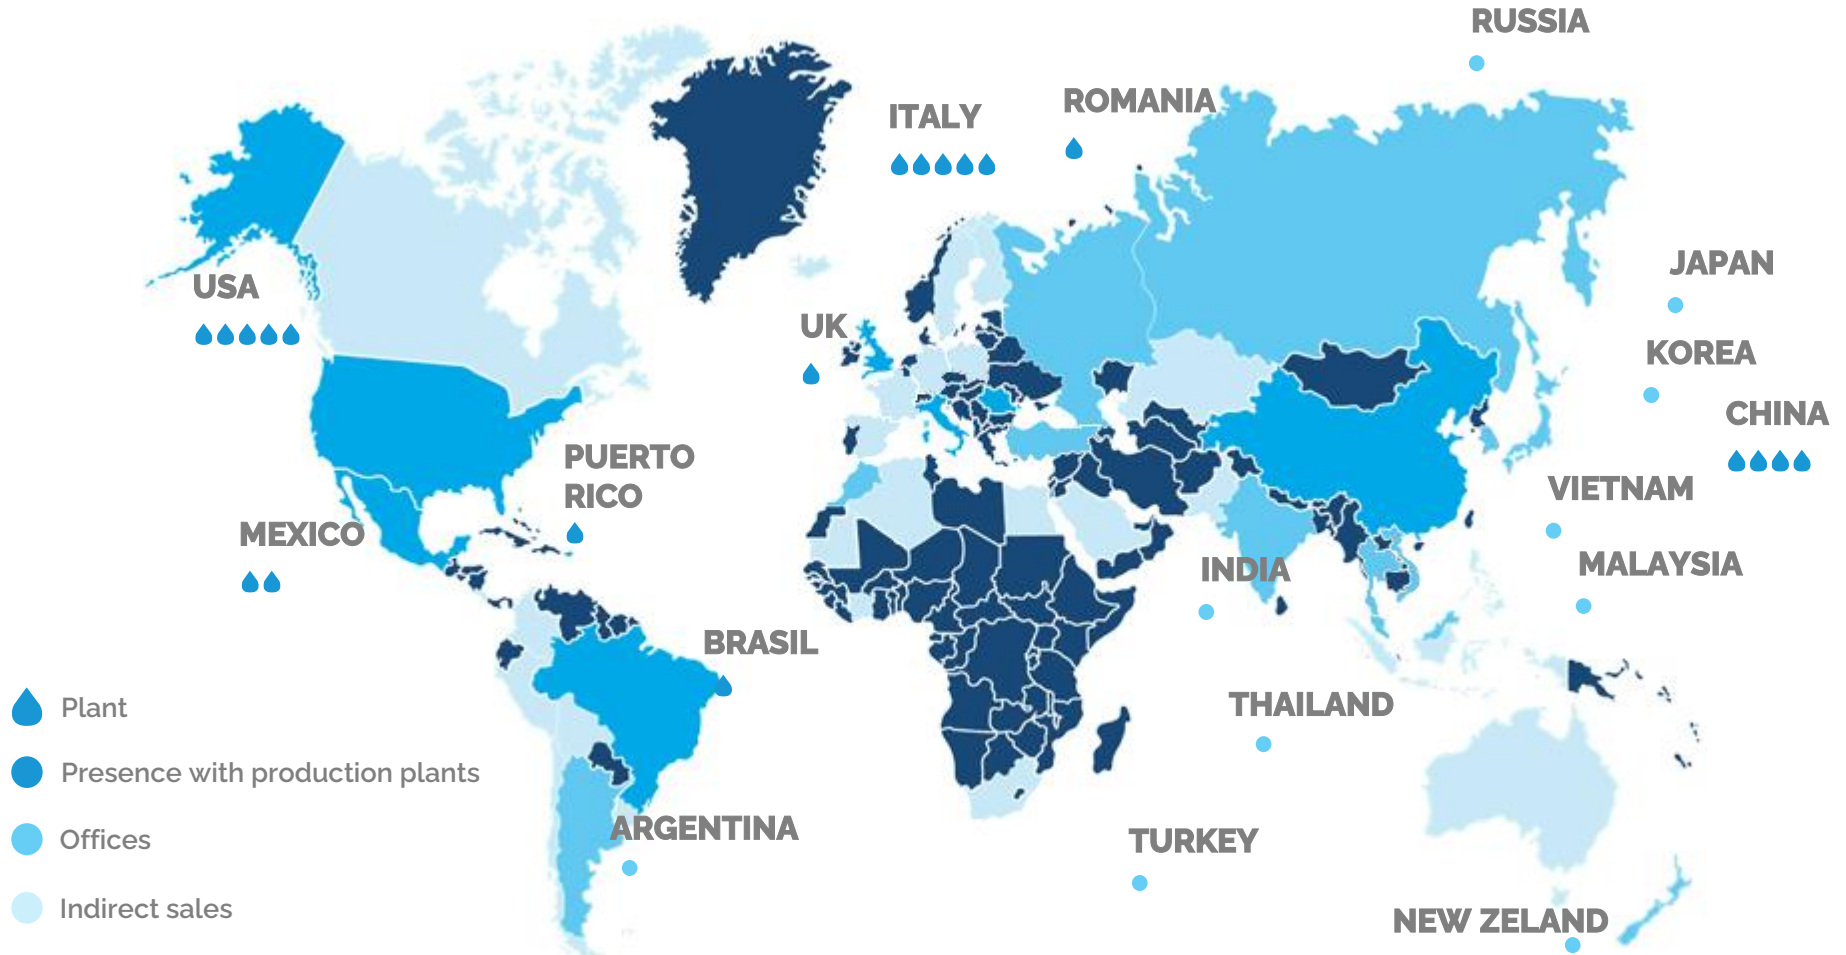 RUSSIA
ROMANIA
ITALY
JAPAN
USA
UK
KOREA
CHINA
PUERTO
RICO
VIETNAM
MEXICO
MALAYSIA
INDIA
BRASIL
THAILAND
Plant
Presence with production plants
ARGENTINA
TURKEY
Offices
Indirect sales
NEW ZELAND